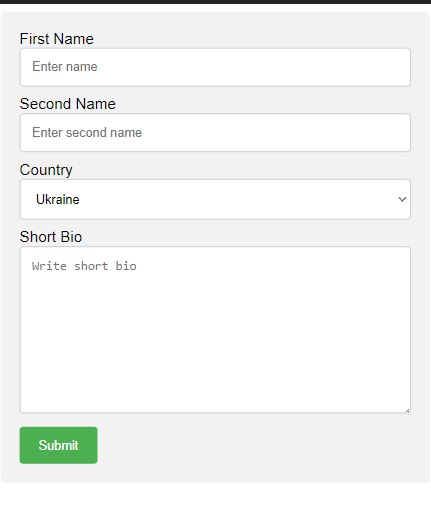 First Name
Enter name
Second Name
Enter second name
Country
Ukraine
Short Bio
Write short bio
Submit